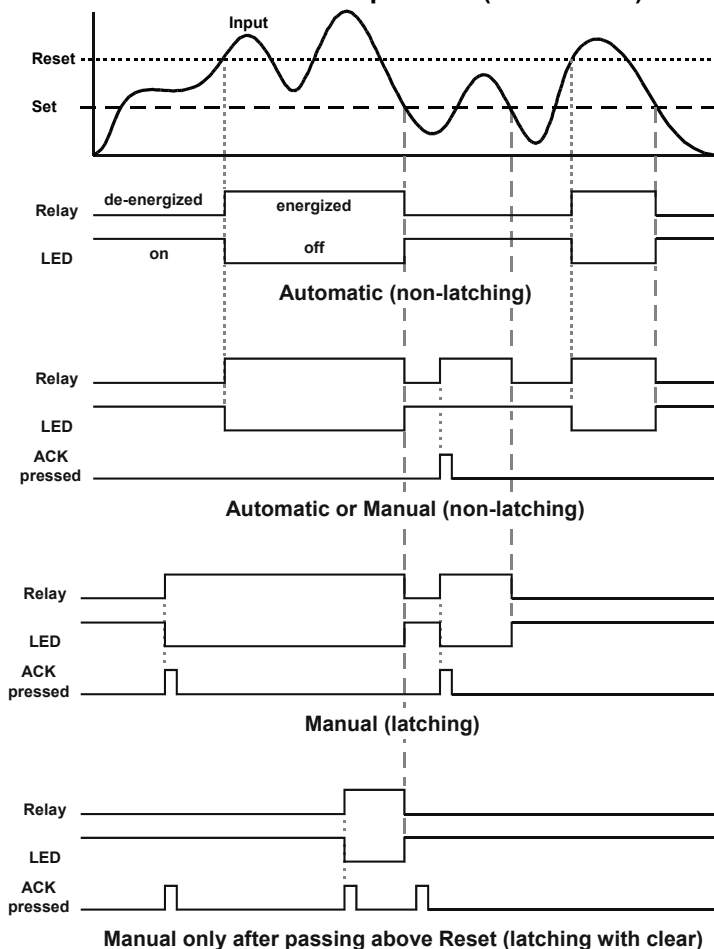 Input
Reset
Set
de-energized
energized
Relay
LED
on
off
Automatic (non-latching)
Relay
LED
ACK
pressed
Automatic or Manual (non-latching)
Relay
LED
ACK
pressed
Manual (latching)
Relay
LED
ACK
pressed
Manual only after passing above Reset (latching with clear)